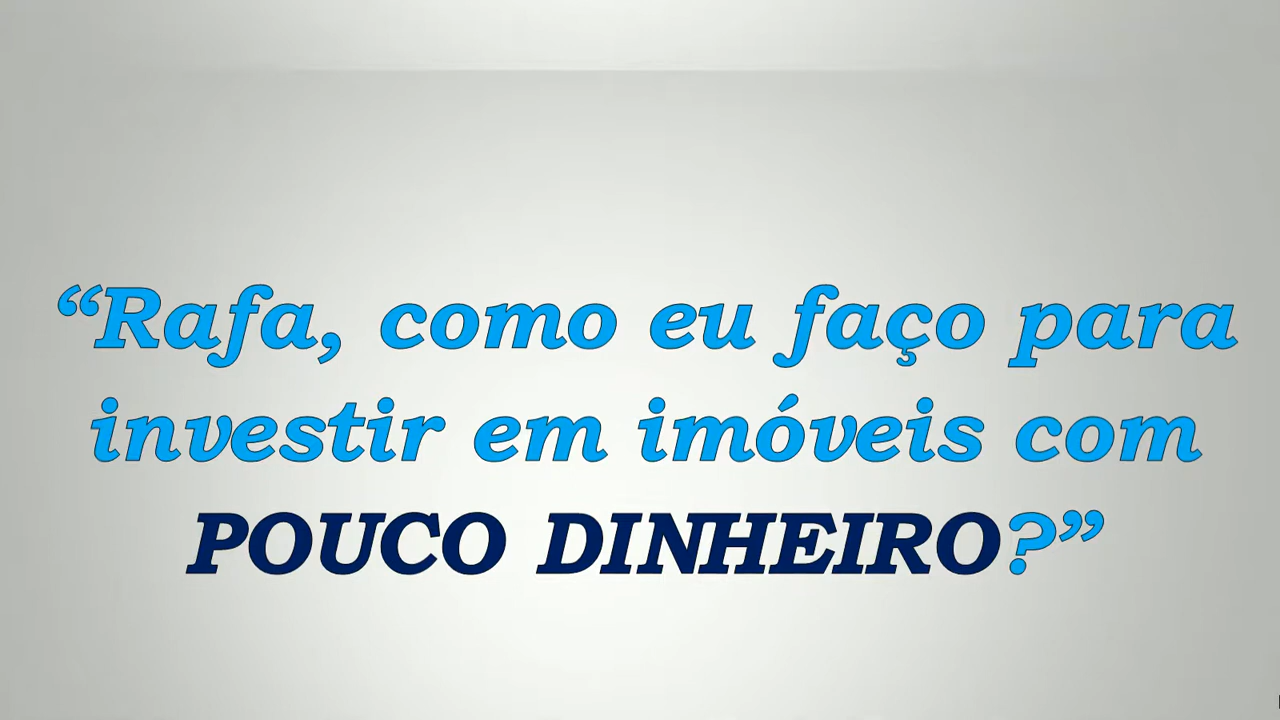 “Rafa, como eu faço para
investir em imóveis com
POUCO DINHEIRO?”